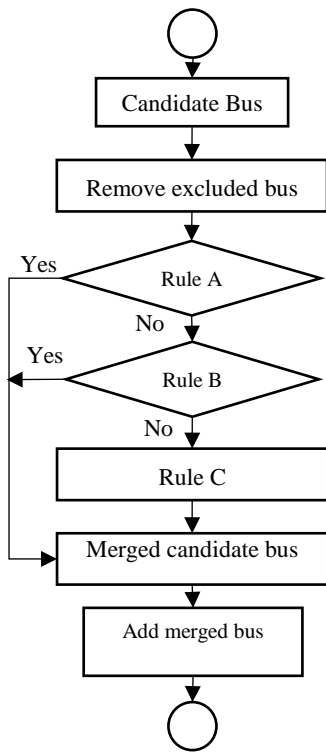 Candidate Bus
Remove excluded bus
Yes
Rule A
No
Yes
Rule B
No
Rule C
Merged candidate bus
Add merged bus